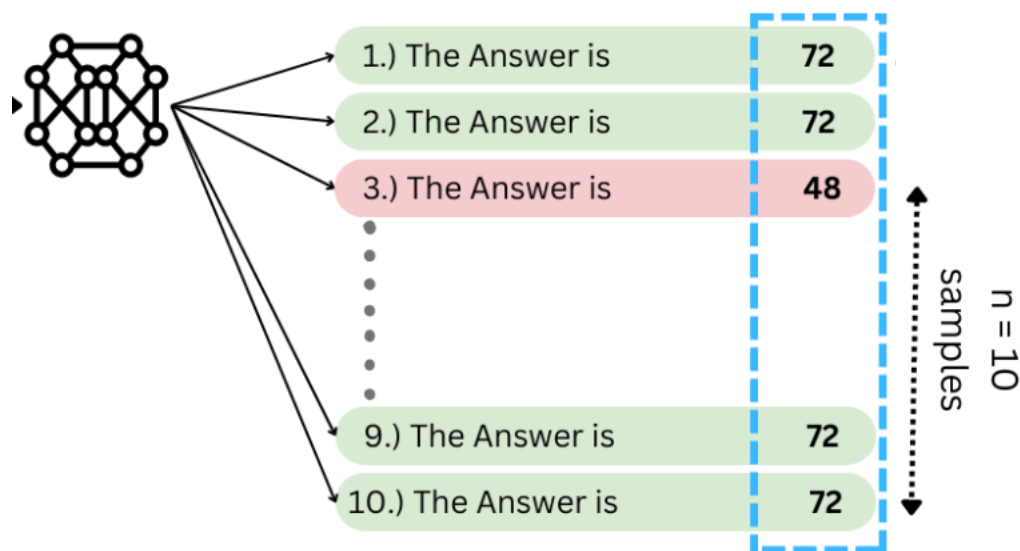 1.) The Answer is 72
2.) The Answer is 72
3.) The Answer is 48
9.) The Answer is 72
10.) The Answer is 72
n = 10
samples